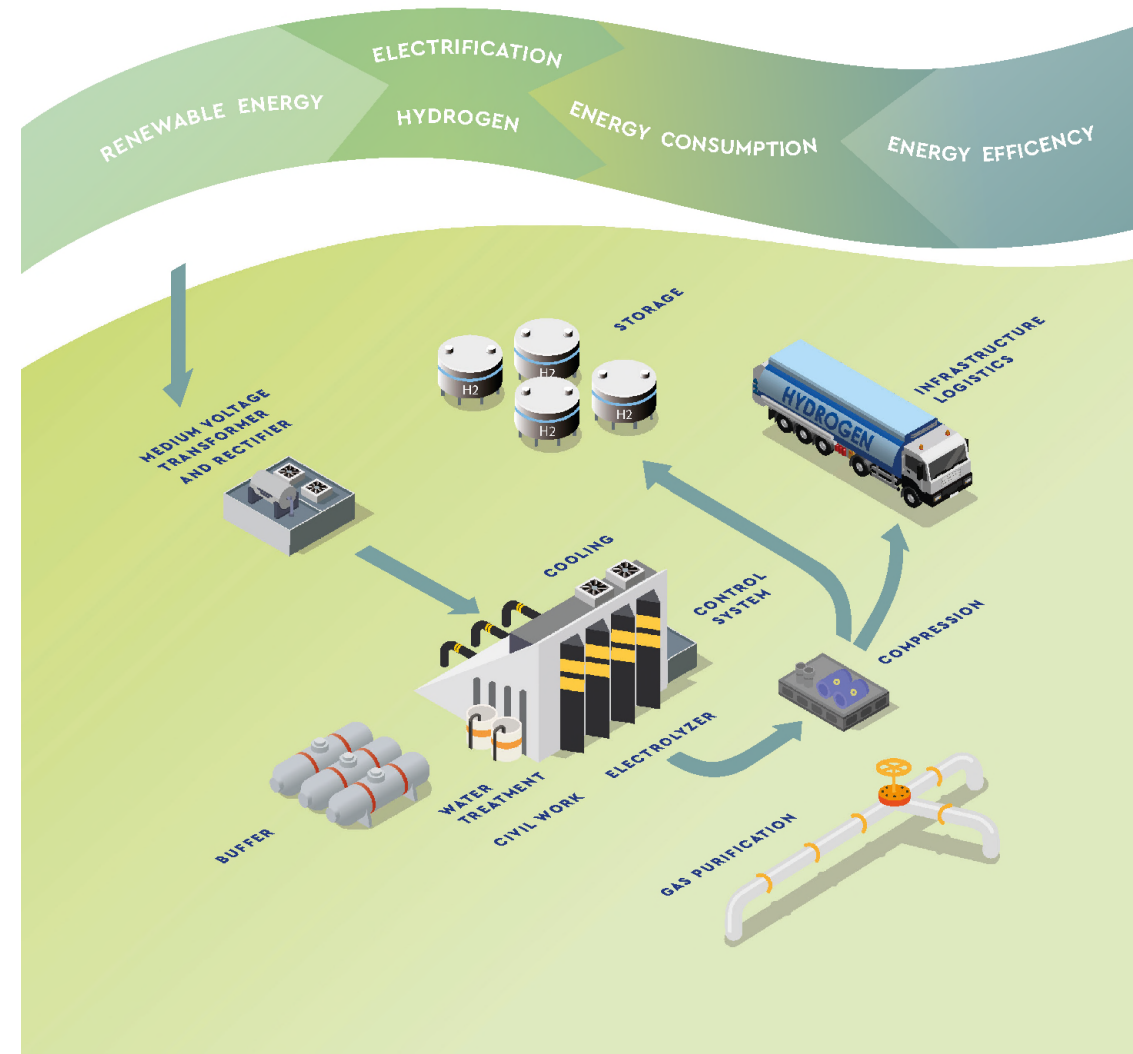 ELECTRIFICATION
RENEWABLE ENERGY
HYDROGEN
ENERGY CONSUMPTION
ENERGY EFFICENCY
STORAGE
H2
H2
H2
H2
INFRASTRUCTURE
LOGISTICS
HYDROGEN
MEDIUM VOLTAGE
TRANSFORMER
AND RECTIFIER
COOLING
CONTROL
SYSTEM
COMPRESSION
ELECTROLYZER
WATER
TREATMENT
CIVIL WORK
BUFFER
GAS PURIFICATION